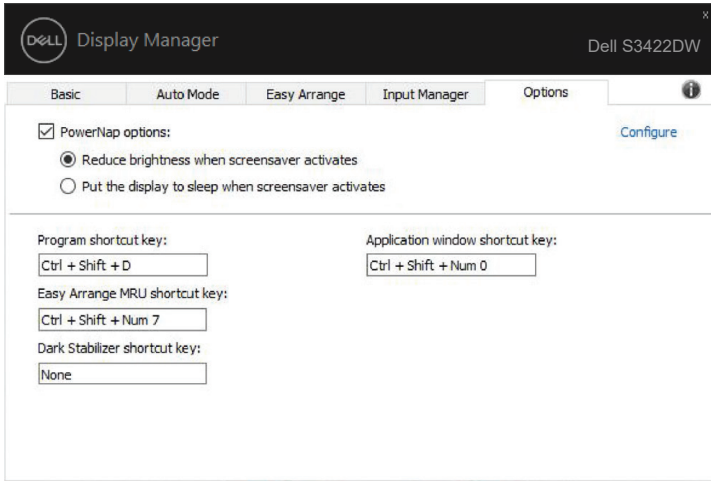 x
DELL Display Manager
Dell S3422DW
Basic Auto Mode Easy Arrange Input Manager Options
PowerNap options: Configure
Reduce brightness when screensaver activates
Put the display to sleep when screensaver activates
Program shortcut key: Application window shortcut key:
Ctrl + Shift + D Ctrl + Shift + Num 0
Easy Arrange MRU shortcut key:
Ctrl + Shift + Num 7
Dark Stabilizer shortcut key:
None